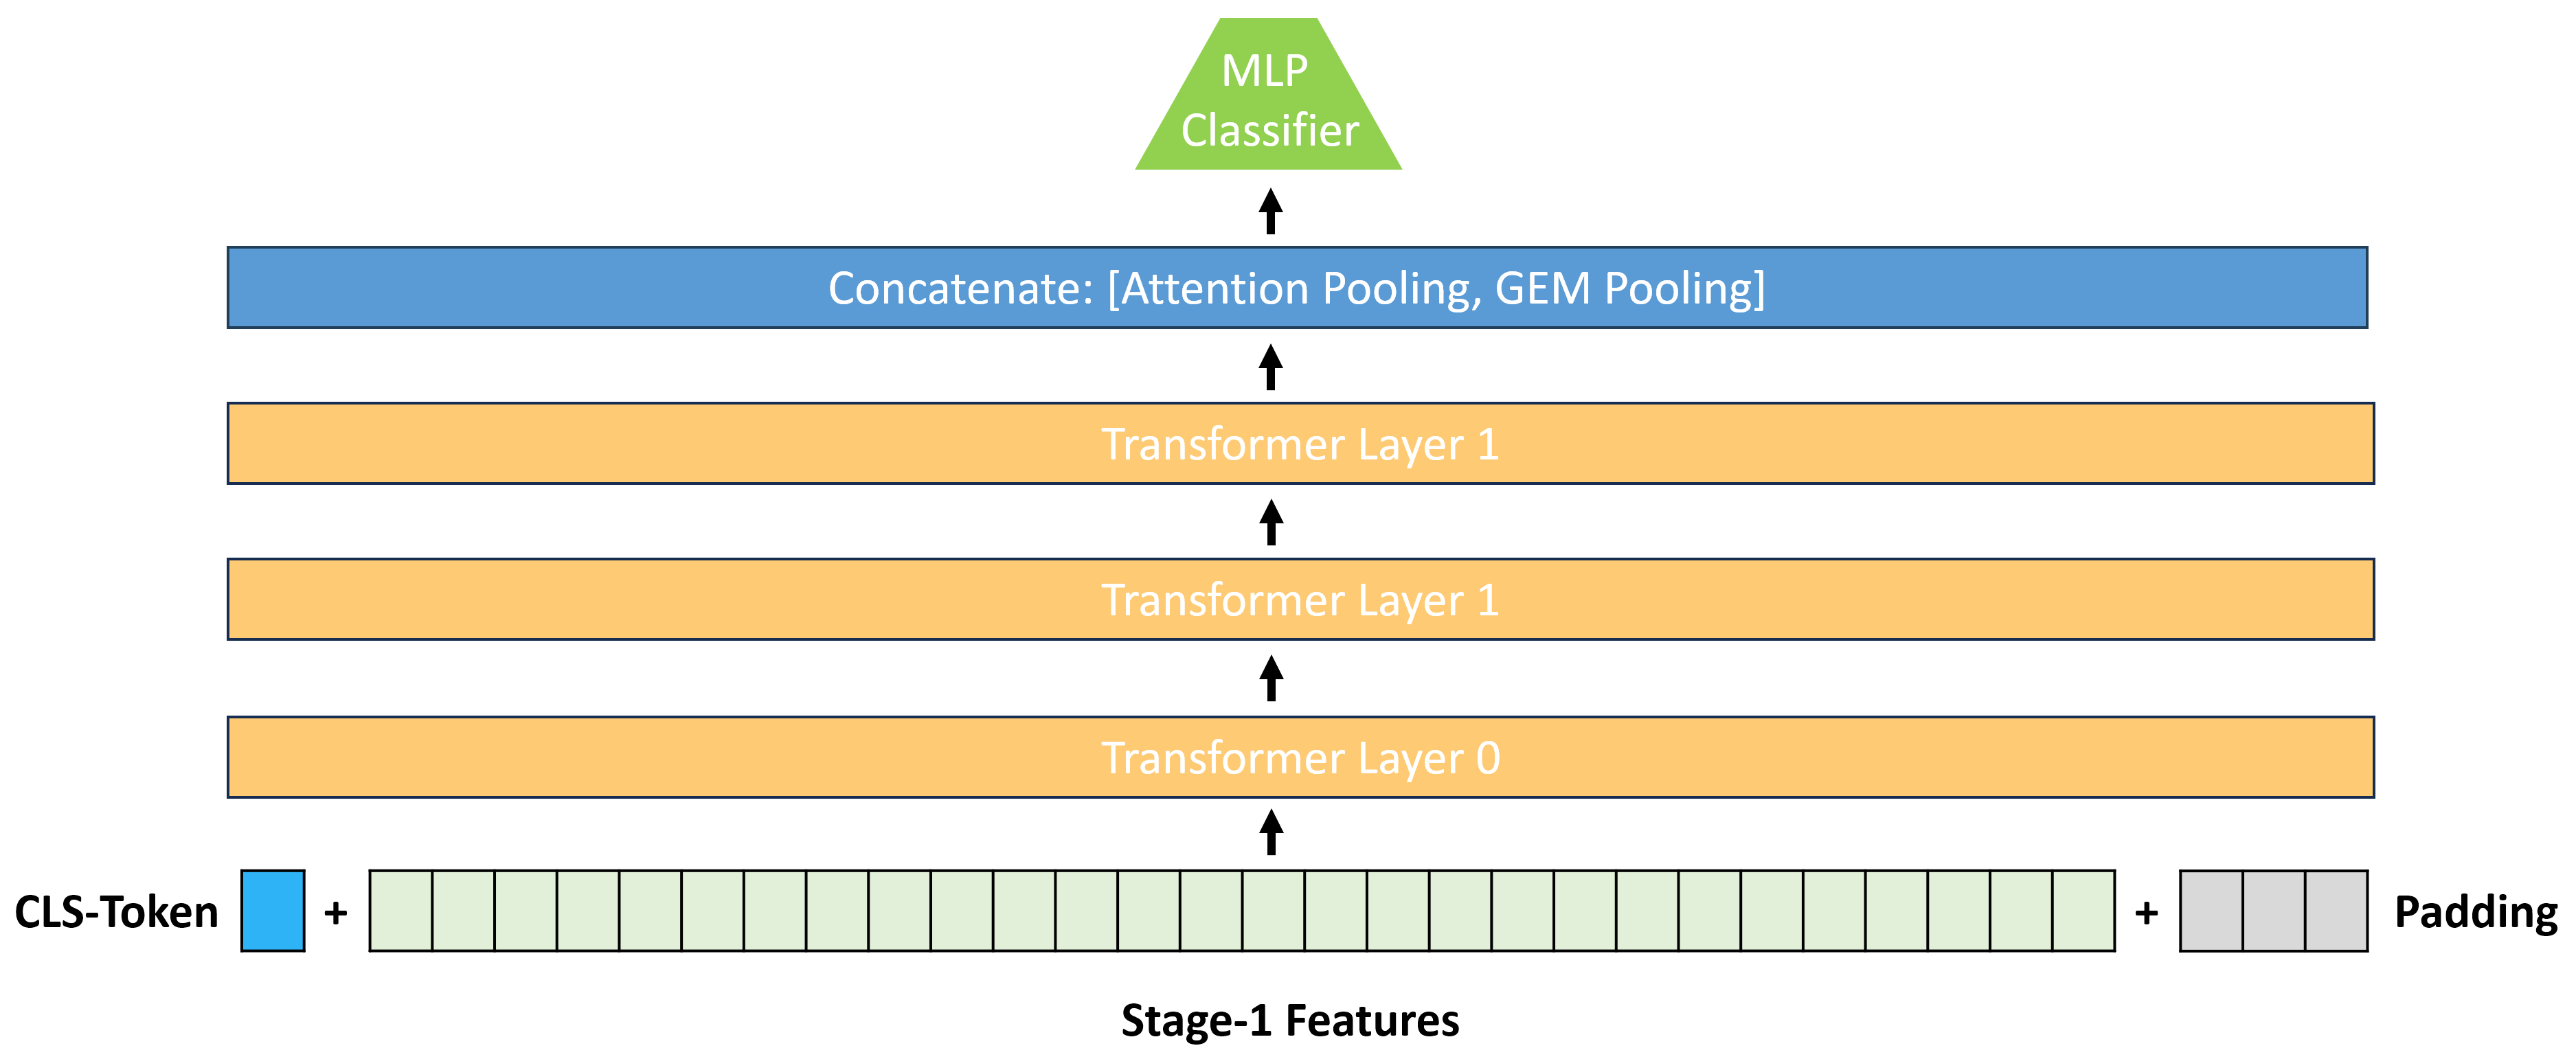 MLP
Classifier
Concatenate: [Attention Pooling, GEM Pooling]
Transformer Layer 1
Transformer Layer 1
Transformer Layer 0
CLS-Token + + Padding
Stage-1 Features